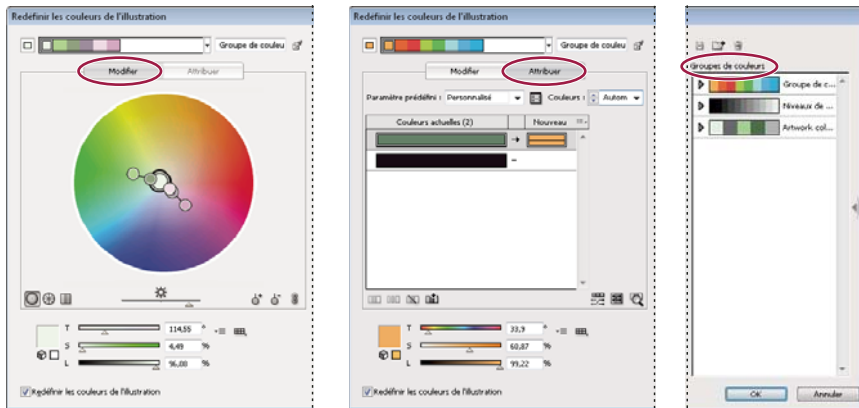 Redéfinir les couleurs de l'illustration
Groupe de couleu
Modifier
Attribuer
T 114,55 °
S 4,49 %
L 96,08 %
Redéfinir les couleurs de l'illustration
Redéfinir les couleurs de l'illustration
Groupe de couleu
Modifier
Attribuer
Paramètre prédéfini : Personnalisé Couleurs : Autom
Couleurs actuelles (2) Nouveau
T 33,9 °
S 60,87 %
L 99,22 %
Redéfinir les couleurs de l'illustration
Groupes de couleurs
Groupe de c...
Niveaux de ...
Artwork col...
OK
Annuler